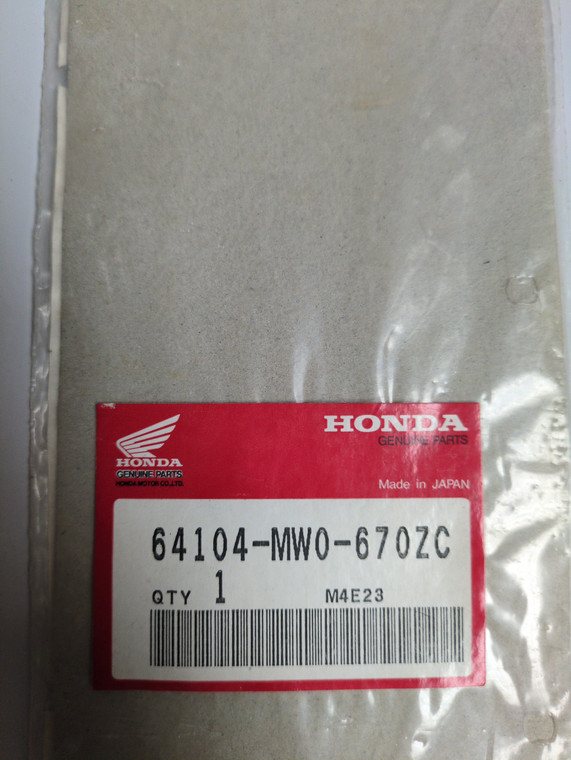 HONDA
GENUINE PARTS
HONDA MOTOR CO.,LTD.
HONDA
GENUINE PARTS
Made in JAPAN
64104-MW0-670ZC
QTY 1 M4E23